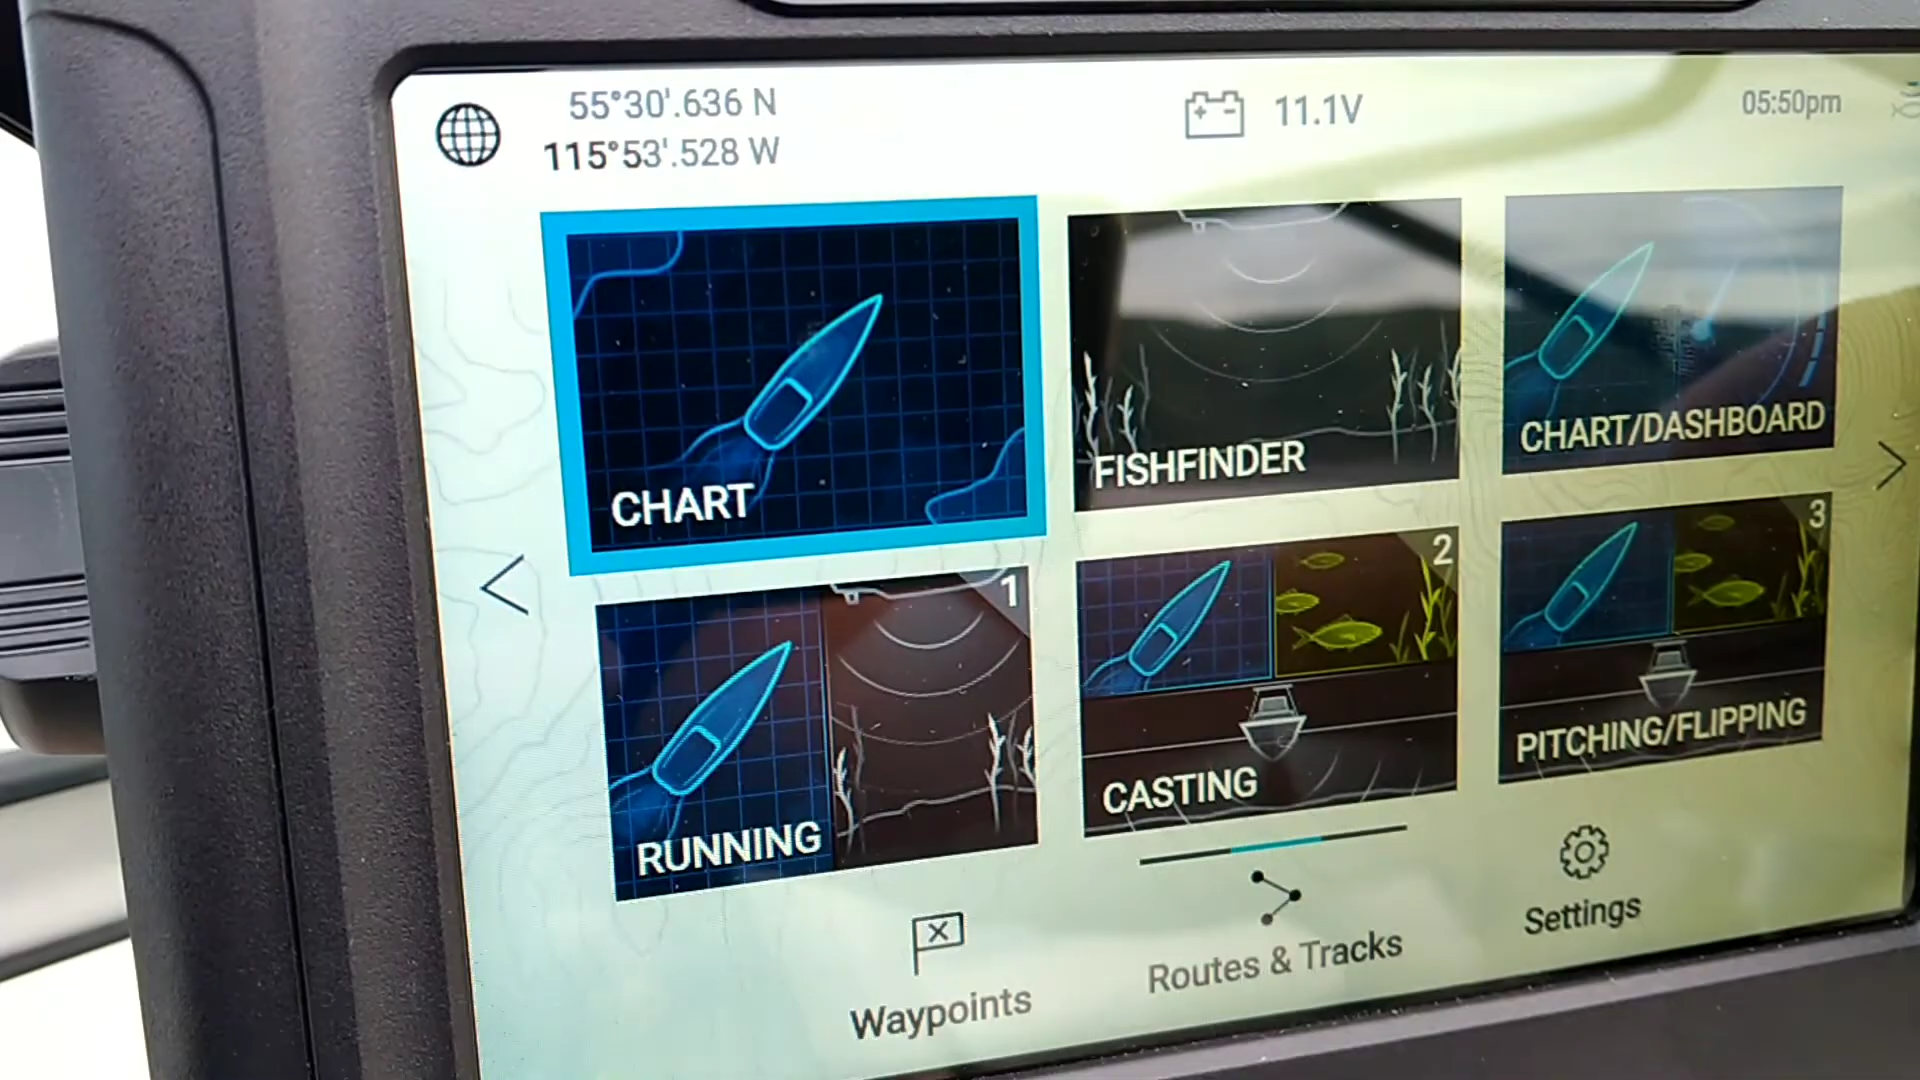 55°30'.636 N
115°53'.528 W
11.1V
05:50pm
CHART
FISHFINDER
CHART/DASHBOARD
1
RUNNING
2
CASTING
3
PITCHING/FLIPPING
Waypoints
Routes & Tracks
Settings